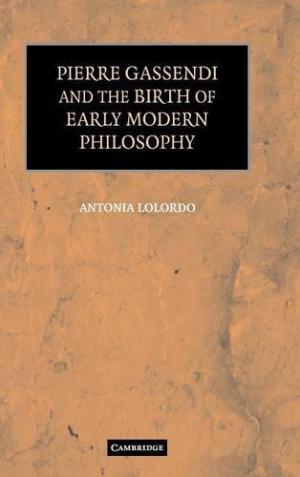 PIERRE GASSENDI
AND THE BIRTH OF
EARLY MODERN
PHILOSOPHY
ANTONIA LOLORDO
CAMBRIDGE